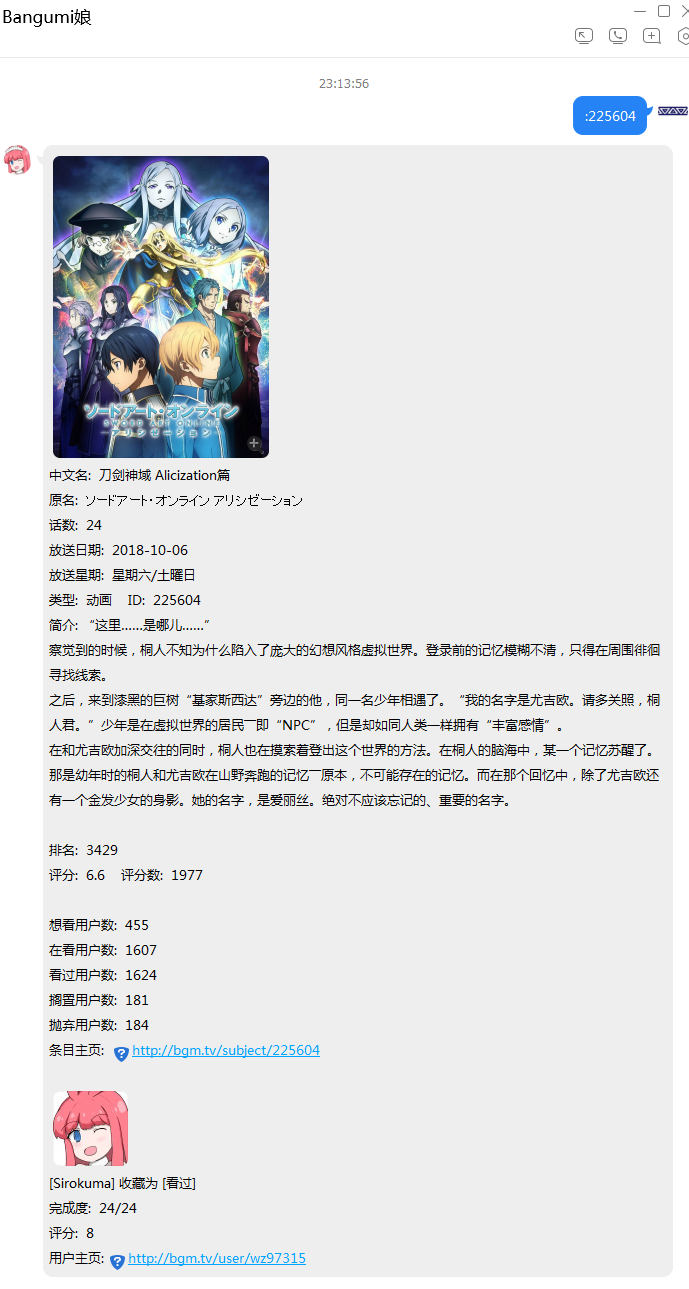 Bangumi娘
23:13:56
:225604
ソードアート・オンライン
SWORD ART ONLINE
アリシゼーション
中文名: 刀剑神域 Alicization篇
原名: ソードアート・オンライン アリシゼーション
话数: 24
放送日期: 2018-10-06
放送星期: 星期六/土曜日
类型: 动画 ID: 225604
简介: “这里……是哪儿……”
察觉到的时候，桐人不知为什么陷入了庞大的幻想风格虚拟世界。登录前的记忆模糊不清，只得在周围徘徊
寻找线索。
之后，来到漆黑的巨树“基家斯西达”旁边的他，同一名少年相遇了。“我的名字是尤吉欧。请多关照，桐
人君。”少年是在虚拟世界的居民―即“NPC”，但是却如同人类一样拥有“丰富感情”。
在和尤吉欧加深交往的同时，桐人也在摸索着登出这个世界的方法。在桐人的脑海中，某一个记忆苏醒了。
那是幼年时的桐人和尤吉欧在山野奔跑的记忆―原本，不可能存在的记忆。而在那个回忆中，除了尤吉欧还
有一个金发少女的身影。她的名字，是爱丽丝。绝对不应该忘记的、重要的名字。
排名: 3429
评分: 6.6 评分数: 1977
想看用户数: 455
在看用户数: 1607
看过用户数: 1624
搁置用户数: 181
抛弃用户数: 184
条目主页: http://bgm.tv/subject/225604
[Sirokuma] 收藏为 [看过]
完成度: 24/24
评分: 8
用户主页: http://bgm.tv/user/wz97315